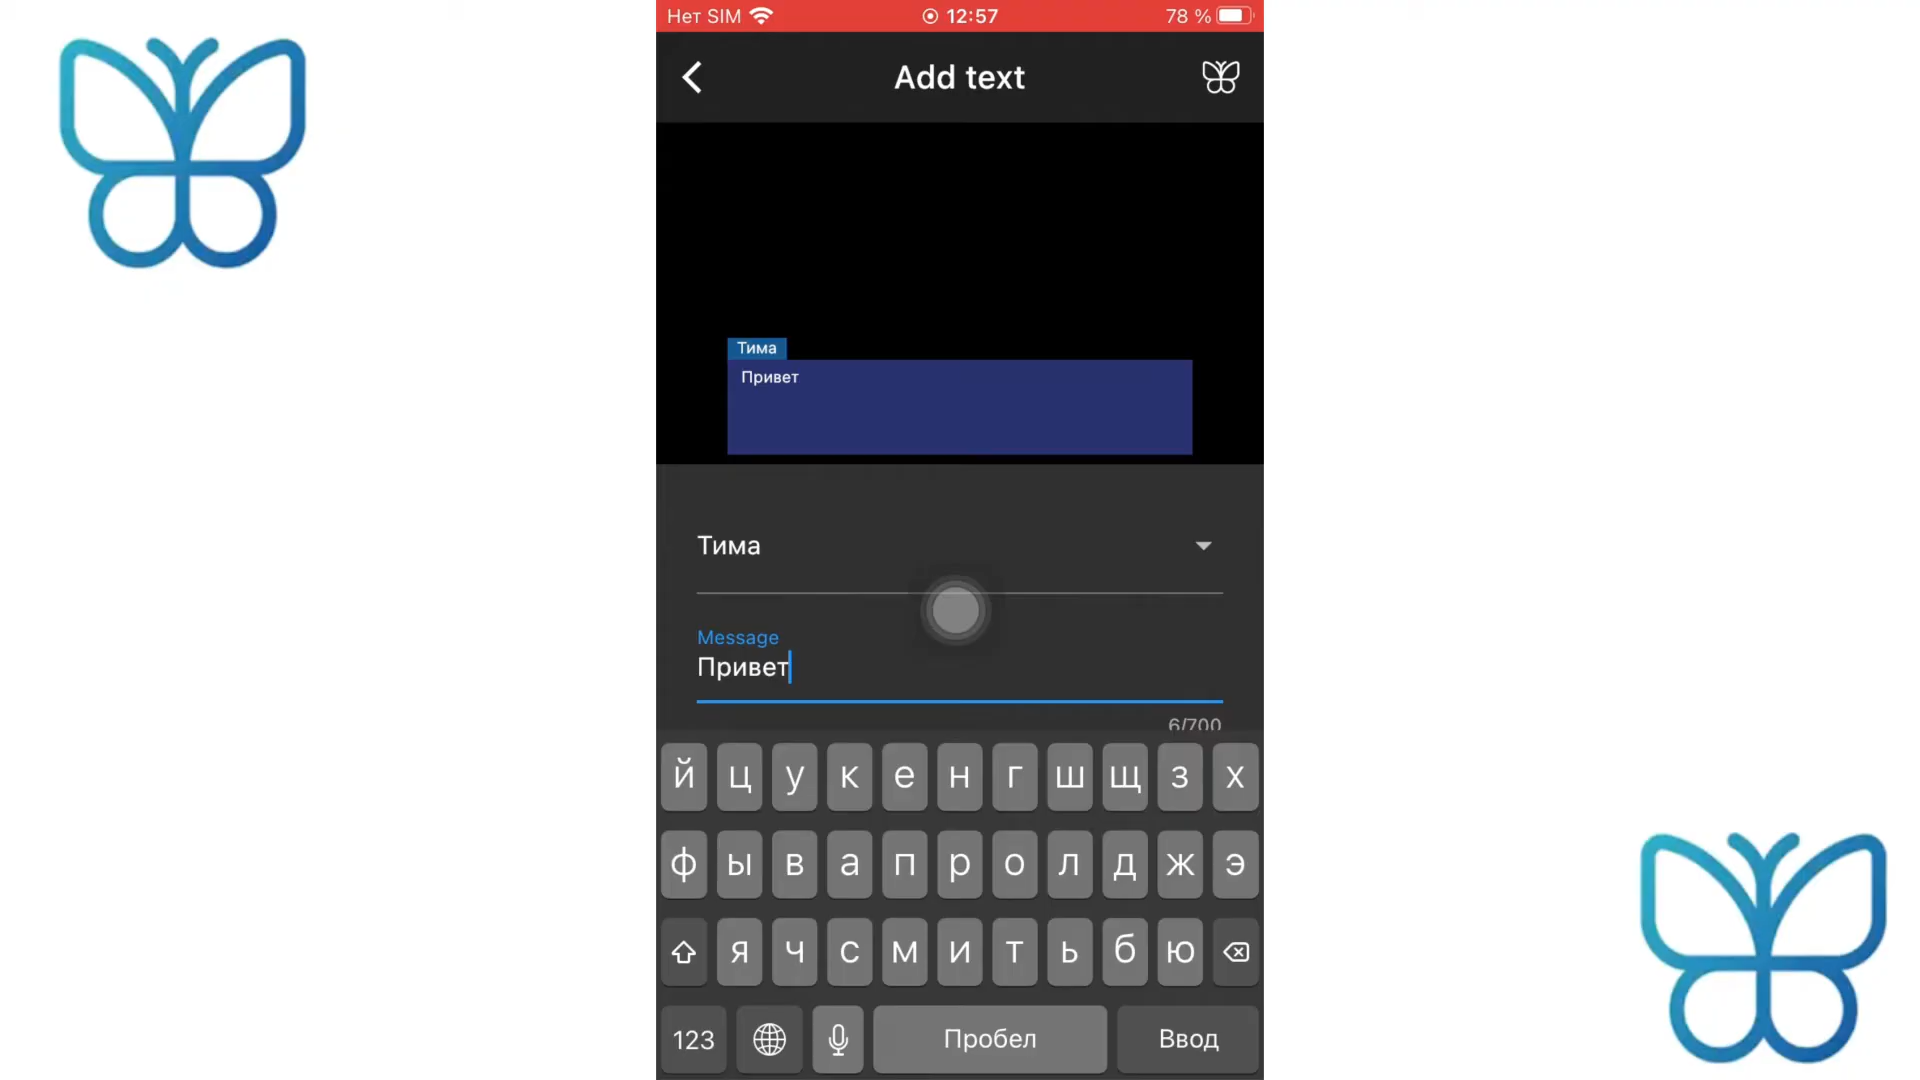 Нет SIM 12:57 78 %
Add text
Тима
Привет
Тима
Message
Привет
6/700
й ц у к е н г ш щ з х
ф ы в а п р о л д ж э
я ч с м и т ь б ю
123 Пробел Ввод